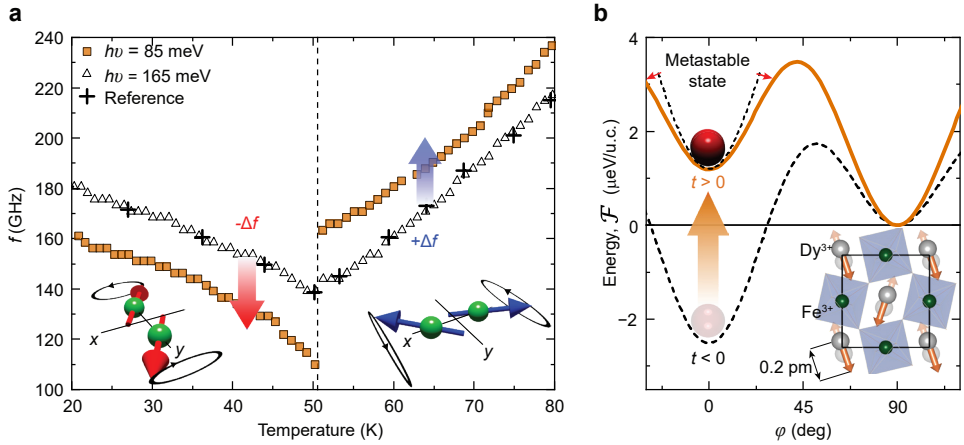 a
240
220
200
180
160
140
120
100
f (GHz)
hυ = 85 meV
hυ = 165 meV
Reference
-Δf
+Δf
x
y
x
y
20
30
40
50
60
70
80
Temperature (K)
b
4
2
0
−2
Energy, ℱ (μeV/u.c.)
Metastable
state
t > 0
t < 0
Dy³⁺
Fe³⁺
0.2 pm
0
45
90
φ (deg)